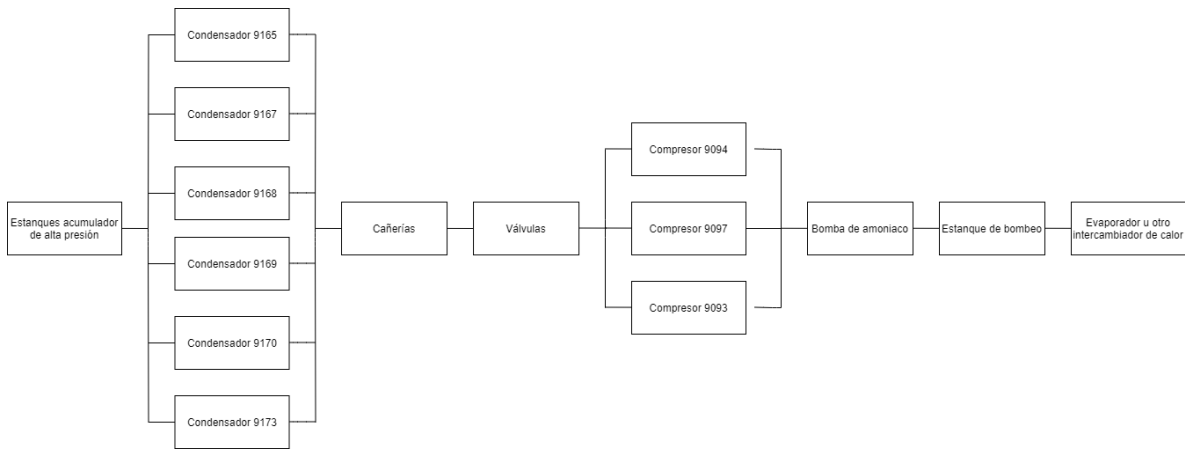 Estanques acumulador
de alta presión
Condensador 9165
Condensador 9167
Condensador 9168
Condensador 9169
Condensador 9170
Condensador 9173
Cañerías
Válvulas
Compresor 9094
Compresor 9097
Compresor 9093
Bomba de amoniaco
Estanque de bombeo
Evaporador u otro
intercambiador de calor